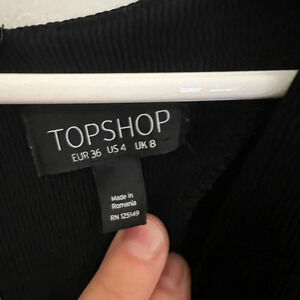 TOPSHOP
EUR 36 US 4 UK 8
Made in
Romania
RN 125149